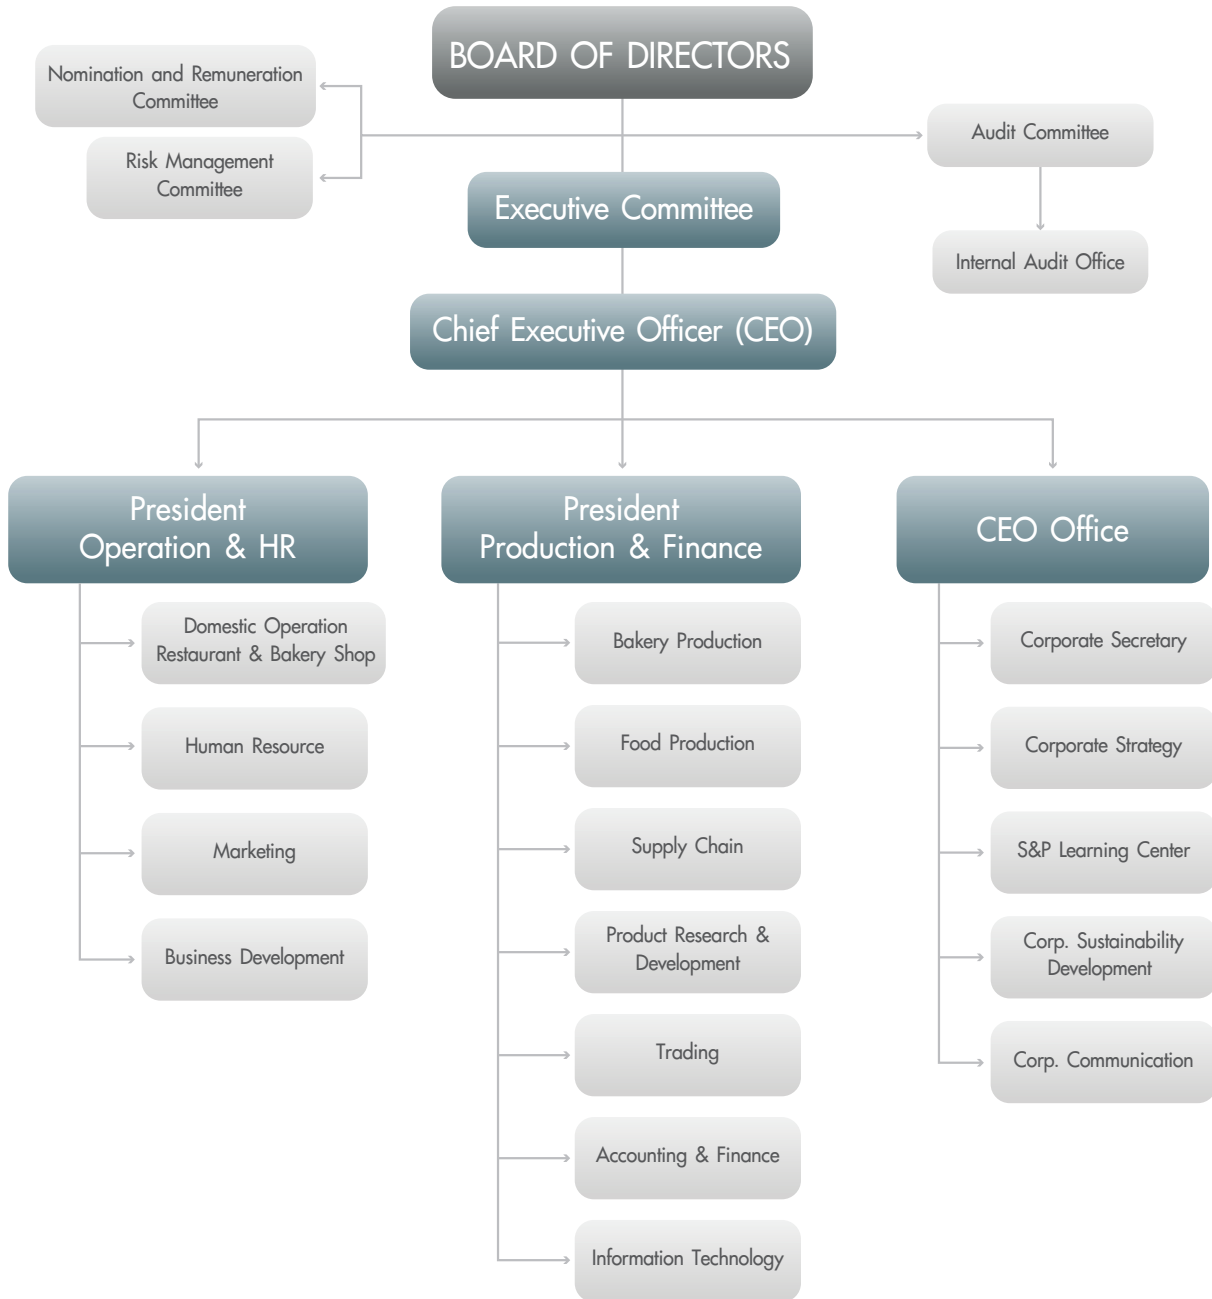 BOARD OF DIRECTORS
Nomination and Remuneration
Committee
Risk Management
Committee
Audit Committee
Internal Audit Office
Executive Committee
Chief Executive Officer (CEO)
President
Operation & HR
Domestic Operation
Restaurant & Bakery Shop
Human Resource
Marketing
Business Development
President
Production & Finance
Bakery Production
Food Production
Supply Chain
Product Research &
Development
Trading
Accounting & Finance
Information Technology
CEO Office
Corporate Secretary
Corporate Strategy
S&P Learning Center
Corp. Sustainability
Development
Corp. Communication